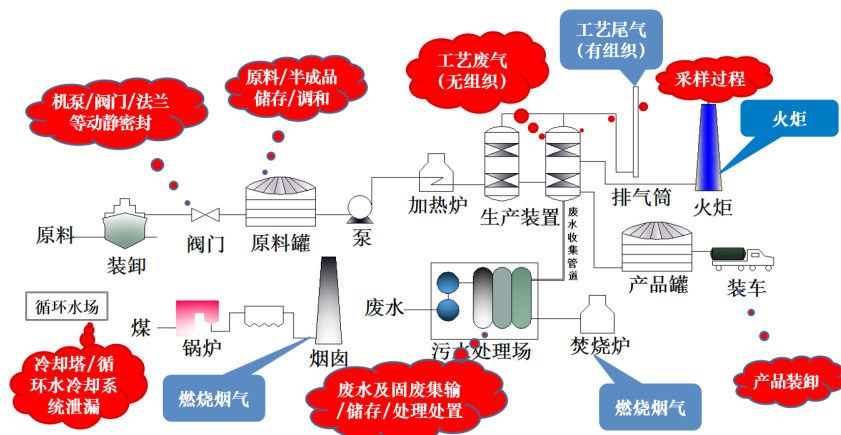 工艺尾气
（有组织）
原料/半成品
储存/调和
工艺废气
（无组织）
采样过程
机泵/阀门/法兰
等动静密封
火炬
加热炉
生产装置
排气筒
火炬
原料
装卸
阀门
原料罐
泵
废水收集管道
产品罐
装车
循环水场
煤
锅炉
烟囱
废水
污水处理场
焚烧炉
冷却塔/循
环水冷却系
统泄漏
燃烧烟气
废水及固废集输
/储存/处理处置
燃烧烟气
产品装卸